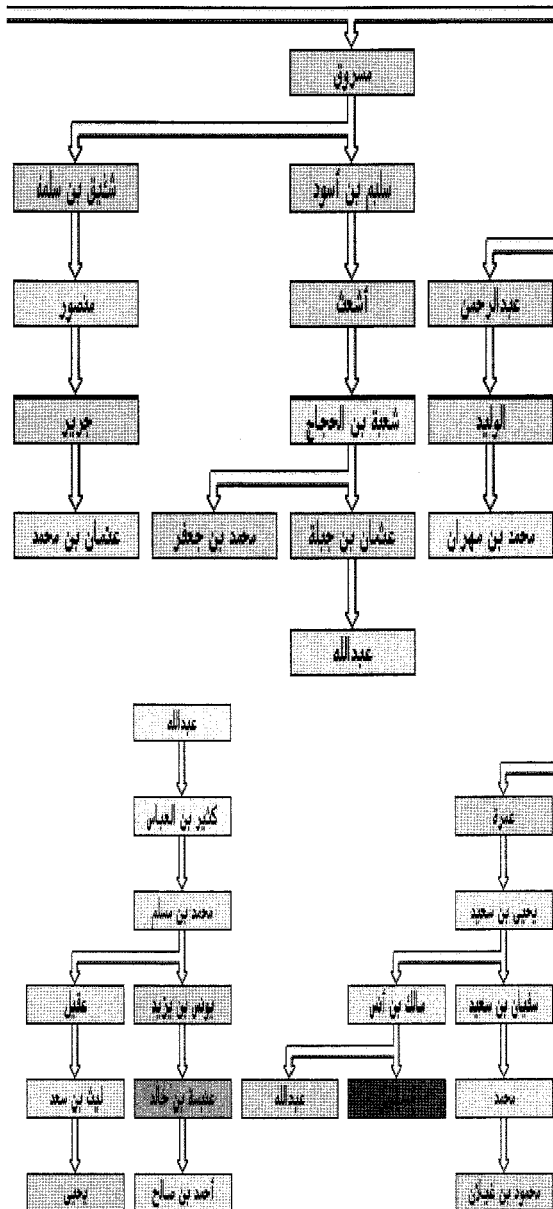 مسروق
سليم بن أسود
شقيق بن سلمة
عبدالرحمن
أشعث
منصور
الوليد
شعبة بن الحجاج
جرير
محمد بن مهران
عثمان بن جبلة
محمد بن جعفر
عثمان بن محمد
عبدالله
عبدالله
عمرة
كثير بن العباس
يحيى بن سعيد
محمد بن مسلم
سفيان بن سعيد
مالك بن أنس
يونس بن يزيد
عقيل
محمد
عبدالله
عنبسة بن خالد
ليث بن سعد
محمود بن غيلان
أحمد بن صالح
يحيى